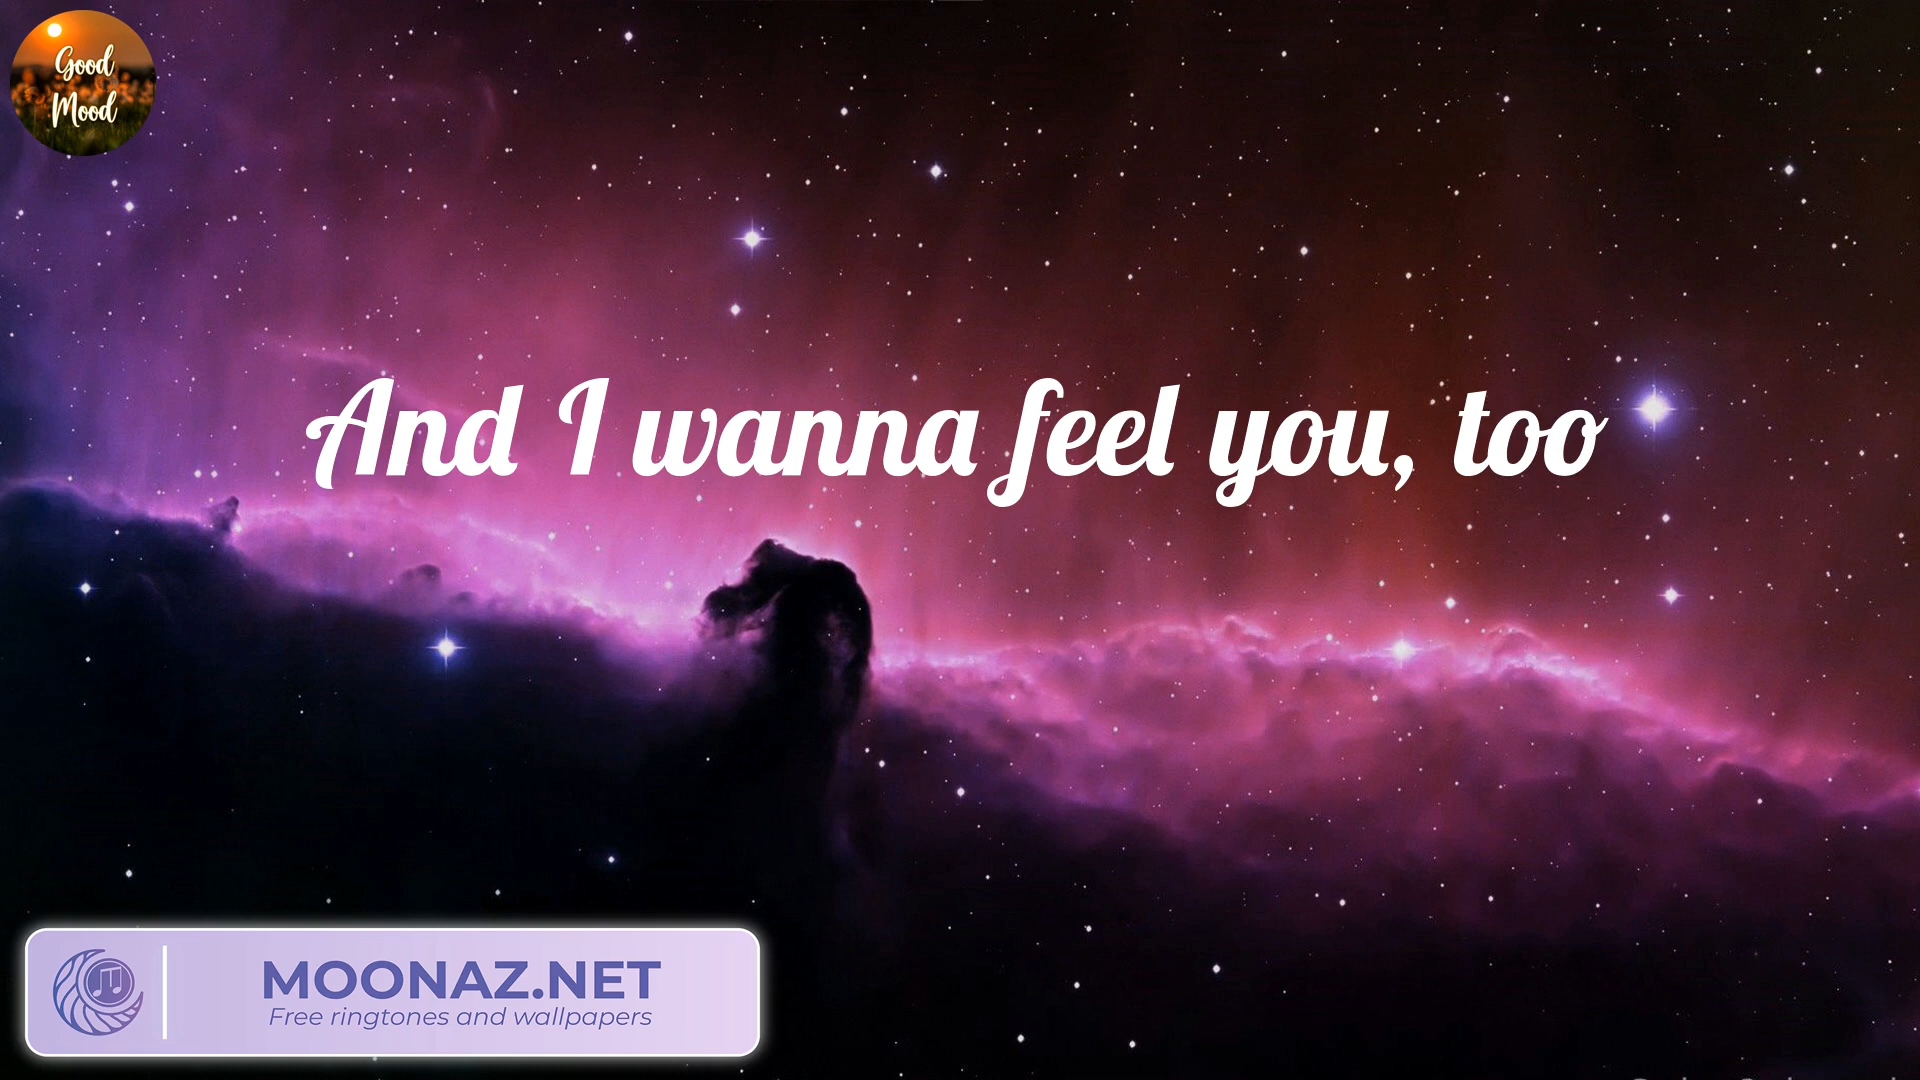 Good
Mood
And I wanna feel you, too
MOONAZ.NET
Free ringtones and wallpapers